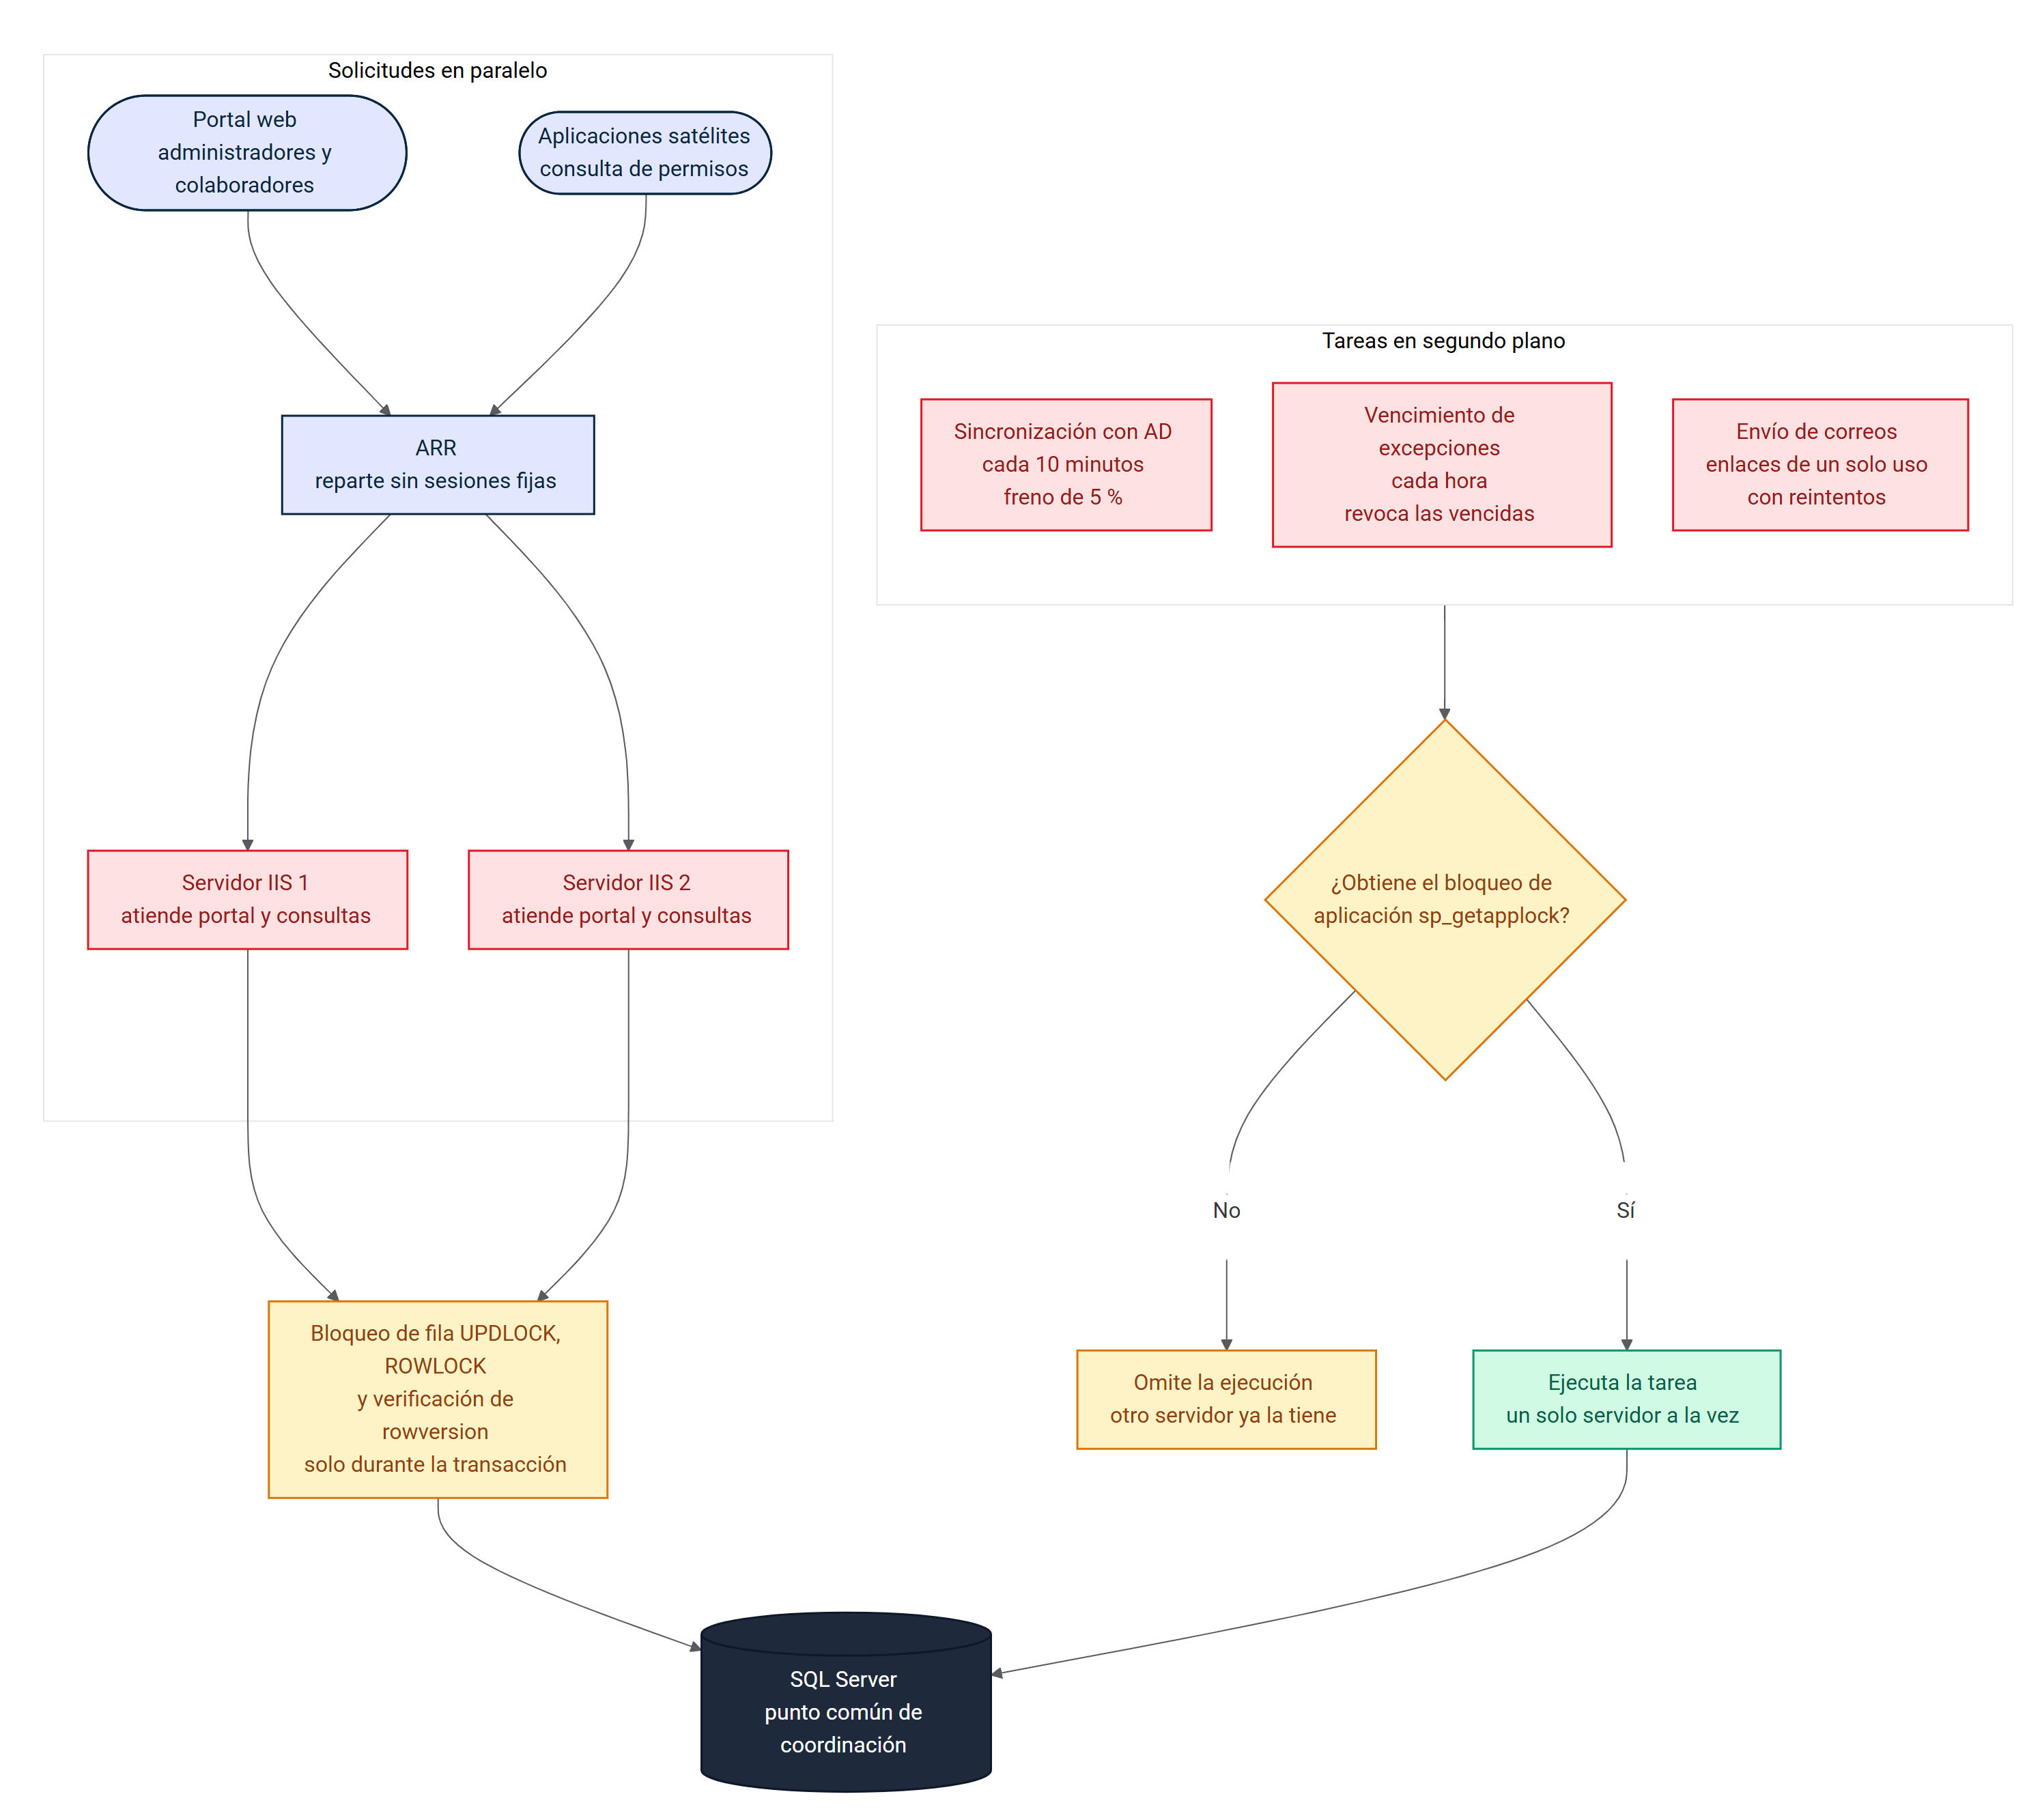 Solicitudes en paralelo
Portal web
administradores y
colaboradores
Aplicaciones satélites
consulta de permisos
ARR
reparte sin sesiones fijas
Servidor IIS 1
atiende portal y consultas
Servidor IIS 2
atiende portal y consultas
Tareas en segundo plano
Sincronización con AD
cada 10 minutos
freno de 5 %
Vencimiento de
excepciones
cada hora
revoca las vencidas
Envío de correos
enlaces de un solo uso
con reintentos
¿Obtiene el bloqueo de
aplicación sp_getapplock?
No
Sí
Bloqueo de fila UPDLOCK,
ROWLOCK
y verificación de
rowversion
solo durante la transacción
Omite la ejecución
otro servidor ya la tiene
Ejecuta la tarea
un solo servidor a la vez
SQL Server
punto común de
coordinación